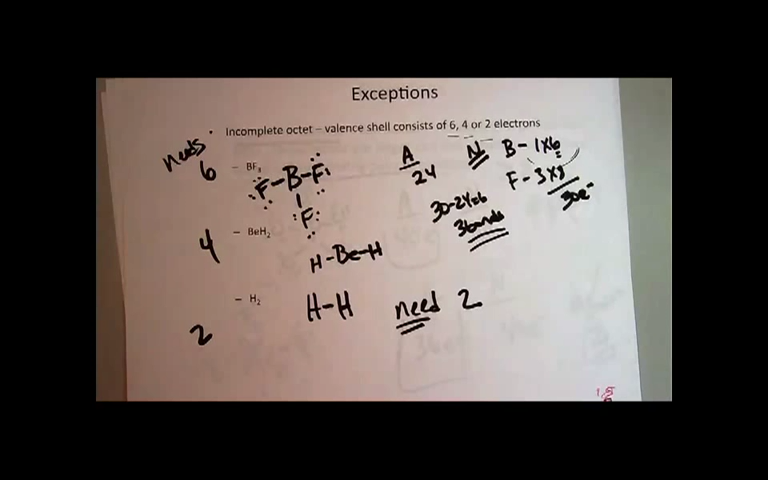 Exceptions
• Incomplete octet – valence shell consists of 6, 4 or 2 electrons
needs
6
– BF3
F-B-F
F
A
24
N
B - 1x6
F - 3x8
30e-
30-24=6
3 bonds
4
– BeH2
H-Be-H
2
– H2
H-H
need 2